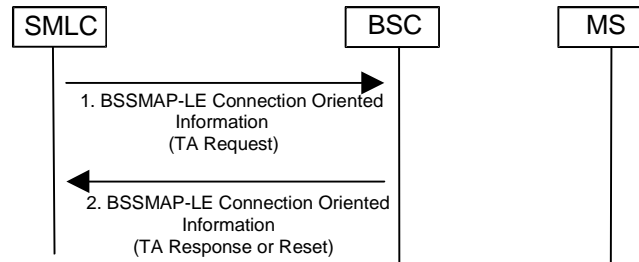 SMLC
BSC
MS
1. BSSMAP-LE Connection Oriented
Information
(TA Request)
2. BSSMAP-LE Connection Oriented
Information
(TA Response or Reset)